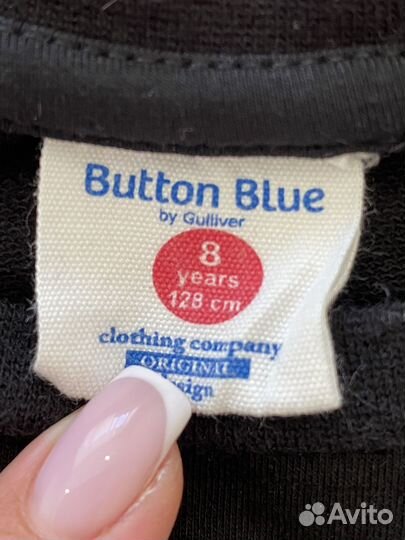 Button Blue
by Gulliver
8
years
128 cm
clothing company
ORIGINAL
Avito